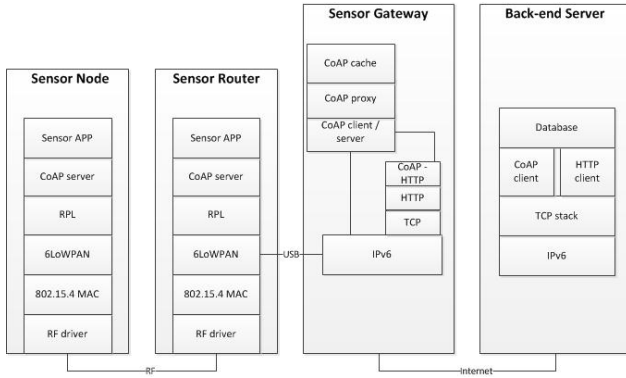 Sensor Node
Sensor APP
CoAP server
RPL
6LoWPAN
802.15.4 MAC
RF driver
Sensor Router
Sensor APP
CoAP server
RPL
6LoWPAN
802.15.4 MAC
RF driver
RF
USB
Sensor Gateway
CoAP cache
CoAP proxy
CoAP client /
server
CoAP -
HTTP
HTTP
TCP
IPv6
Internet
Back-end Server
Database
CoAP
client
HTTP
client
TCP stack
IPv6